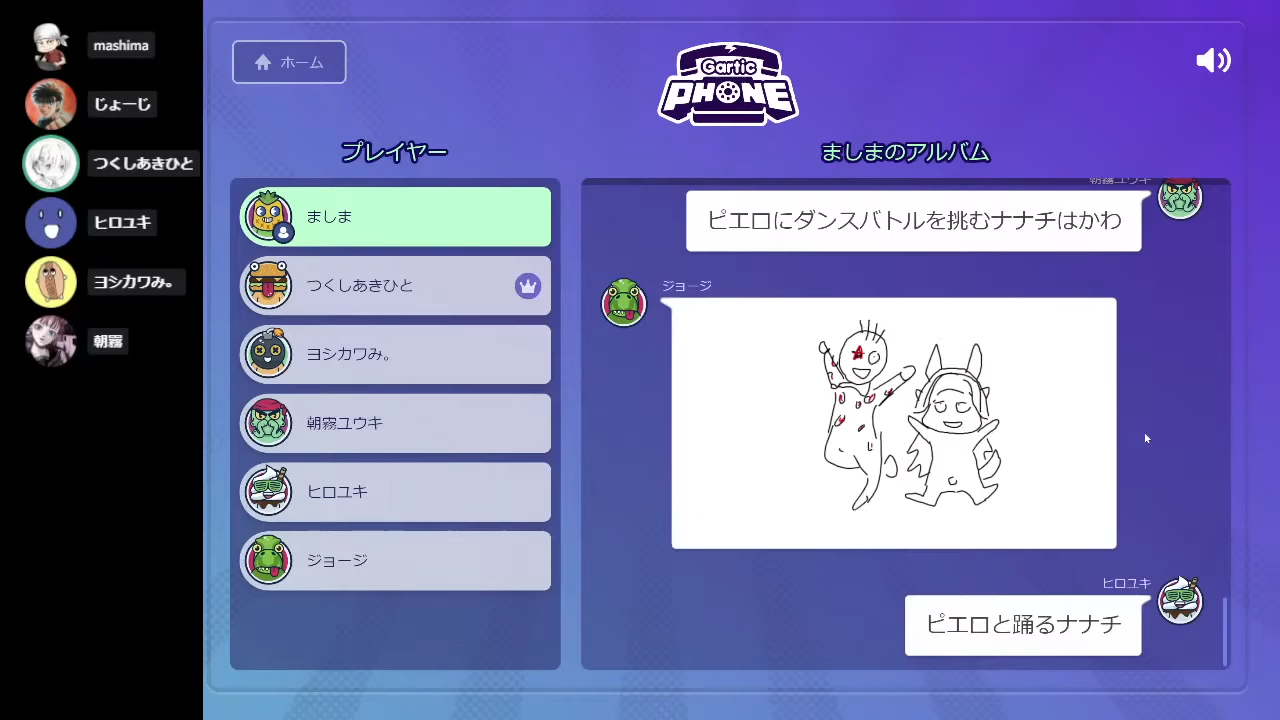 mashima
じょーじ
つくしあきひと
ヒロユキ
ヨシカワみ。
朝霧
ホーム
Gartic
PHONE
プレイヤー
ましま
つくしあきひと
ヨシカワみ。
朝霧ユウキ
ヒロユキ
ジョージ
ましまのアルバム
朝霧ユウキ
ピエロにダンスバトルを挑むナナチはかわ
ジョージ
ヒロユキ
ピエロと踊るナナチ